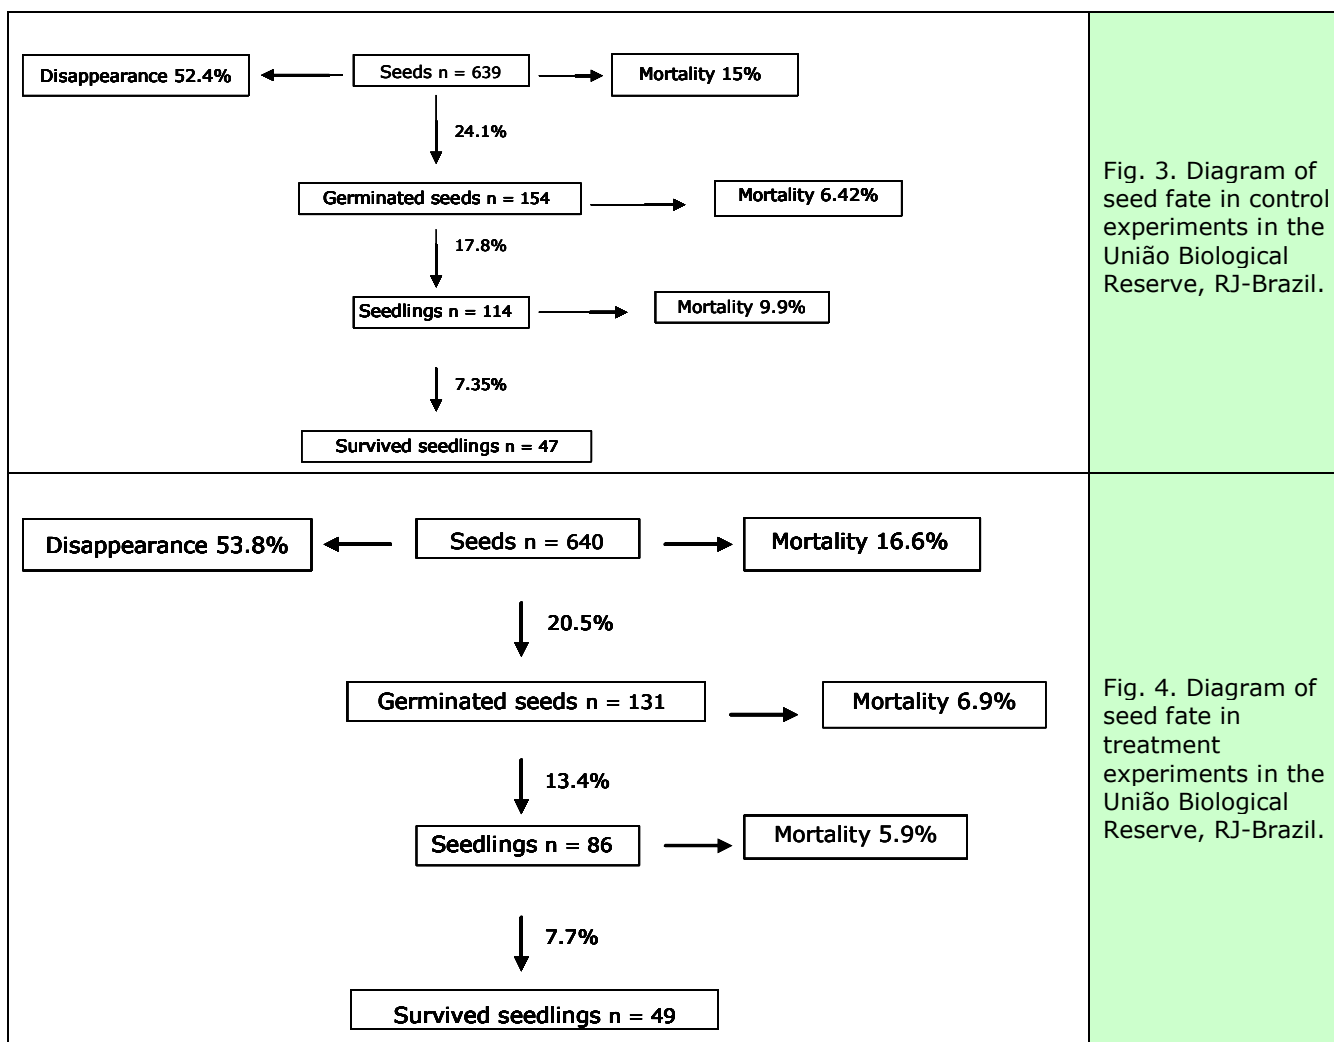 Disappearance 52.4%
Seeds n = 639
Mortality 15%
24.1%
Germinated seeds n = 154
Mortality 6.42%
17.8%
Seedlings n = 114
Mortality 9.9%
7.35%
Survived seedlings n = 47
Fig. 3. Diagram of
seed fate in control
experiments in the
União Biological
Reserve, RJ-Brazil.
Disappearance 53.8%
Seeds n = 640
Mortality 16.6%
20.5%
Germinated seeds n = 131
Mortality 6.9%
13.4%
Seedlings n = 86
Mortality 5.9%
7.7%
Survived seedlings n = 49
Fig. 4. Diagram of
seed fate in
treatment
experiments in the
União Biological
Reserve, RJ-Brazil.